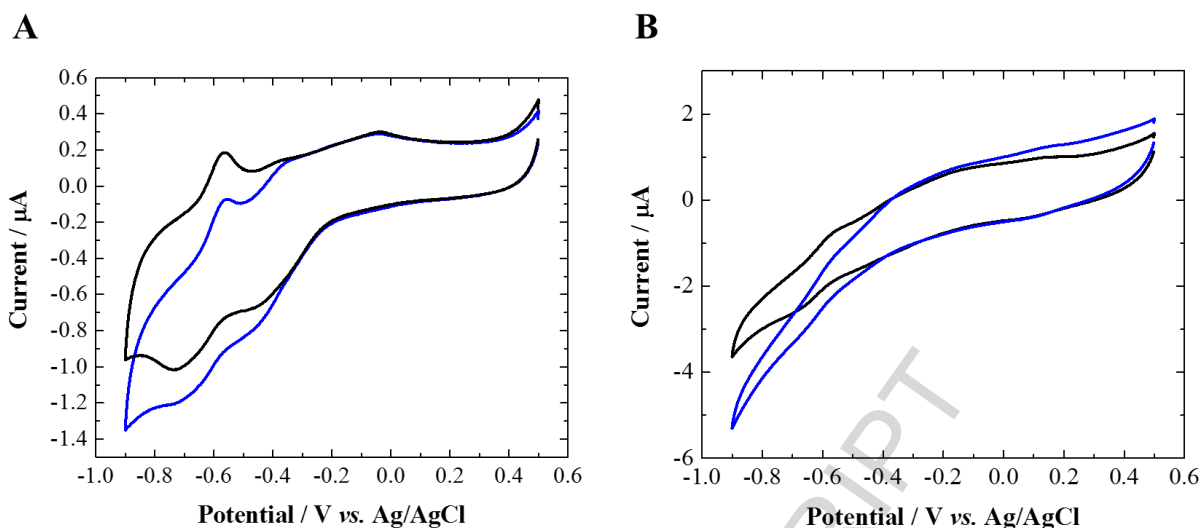 A
B
0.6
0.4
0.2
0.0
-0.2
-0.4
-0.6
-0.8
-1.0
-1.2
-1.4
Current / μA
-1.0 -0.8 -0.6 -0.4 -0.2 0.0 0.2 0.4 0.6
Potential / V vs. Ag/AgCl
2
0
-2
-4
-6
Current / μA
-1.0 -0.8 -0.6 -0.4 -0.2 0.0 0.2 0.4 0.6
Potential / V vs. Ag/AgCl
RIPT